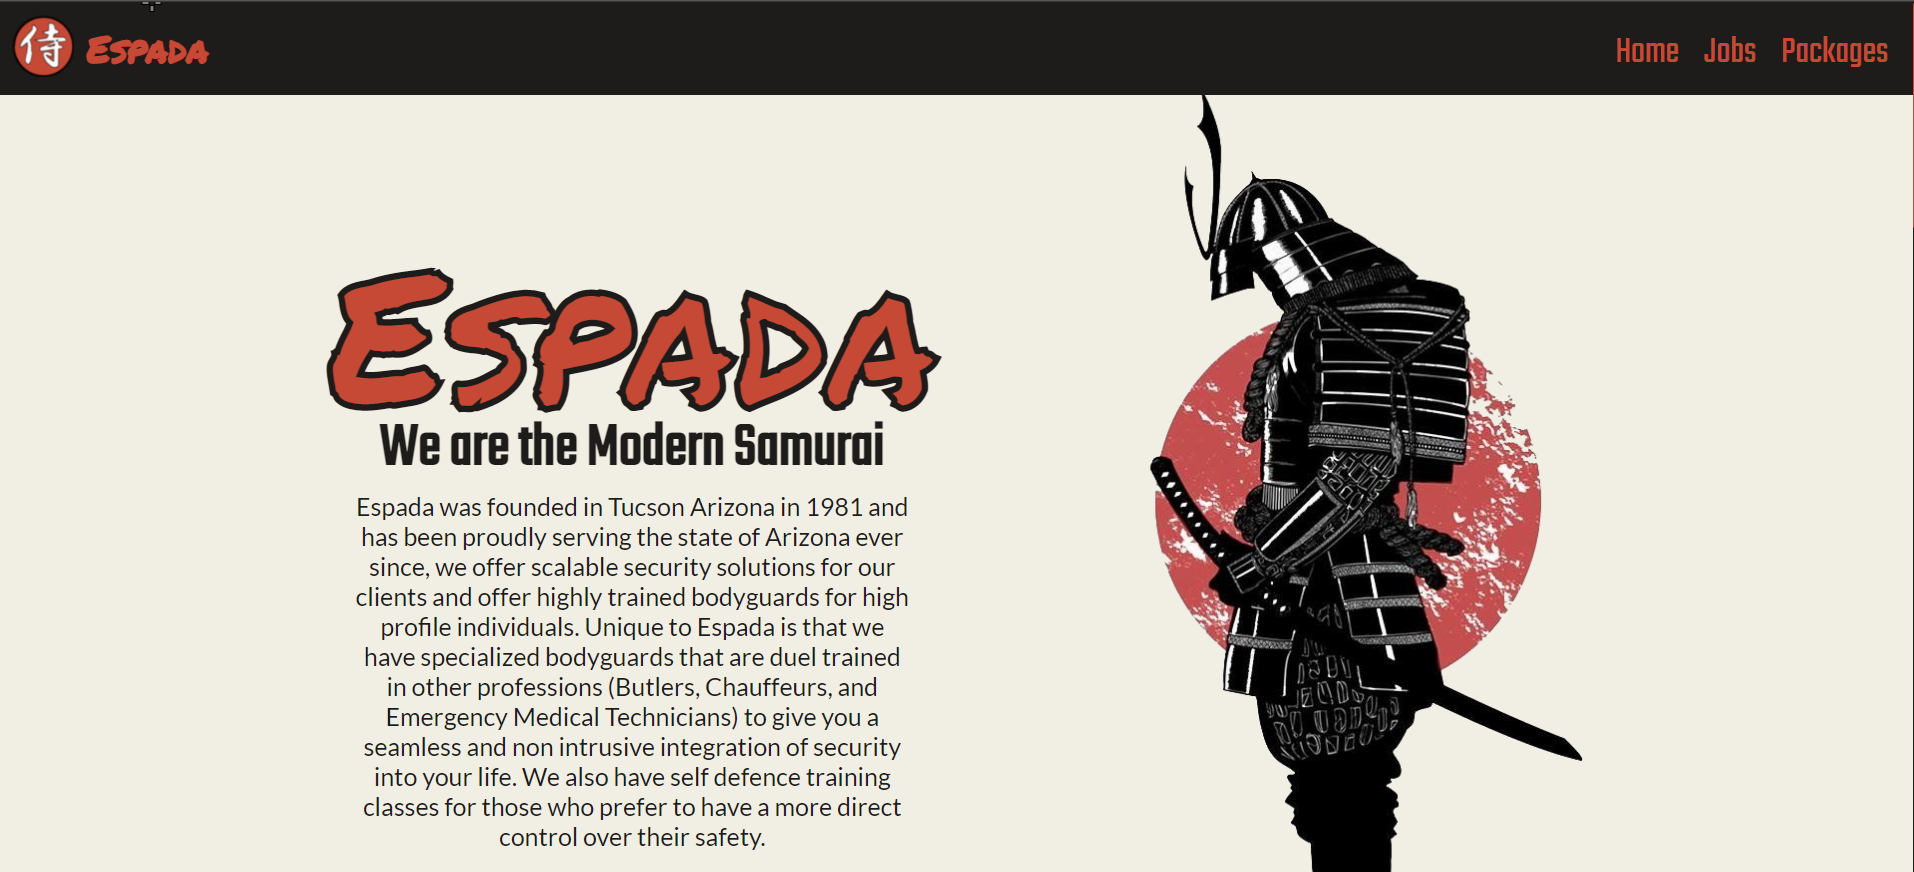 侍 Espada
Home Jobs Packages
Espada
We are the Modern Samurai
Espada was founded in Tucson Arizona in 1981 and
has been proudly serving the state of Arizona ever
since, we offer scalable security solutions for our
clients and offer highly trained bodyguards for high
profile individuals. Unique to Espada is that we
have specialized bodyguards that are duel trained
in other professions (Butlers, Chauffeurs, and
Emergency Medical Technicians) to give you a
seamless and non intrusive integration of security
into your life. We also have self defence training
classes for those who prefer to have a more direct
control over their safety.